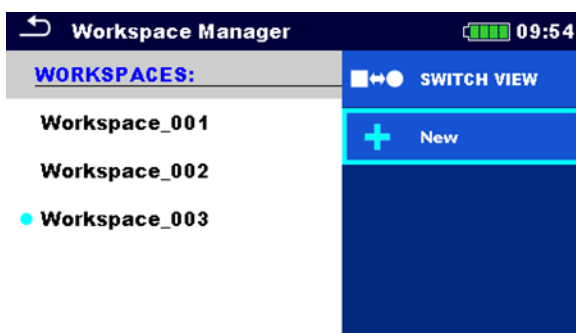 Workspace Manager 09:54
WORKSPACES:
SWITCH VIEW
Workspace_001
New
Workspace_002
Workspace_003